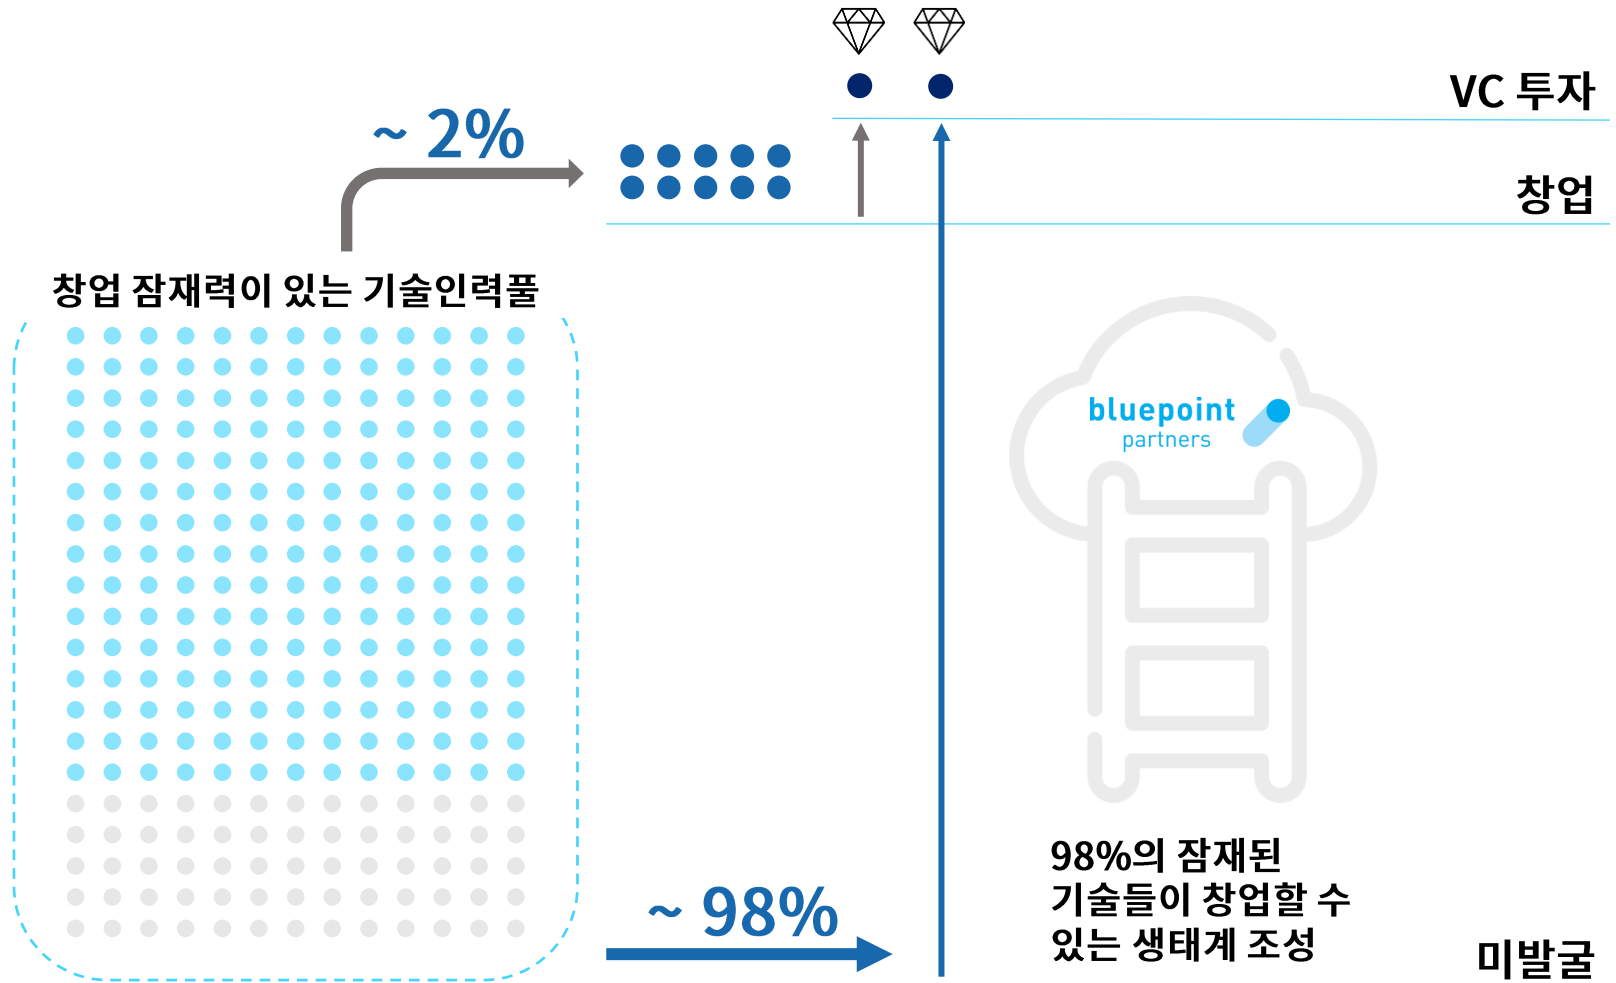 VC 투자
~ 2%
창업
창업 잠재력이 있는 기술인력풀
bluepoint
partners
98%의 잠재된
기술들이 창업할 수
있는 생태계 조성
~ 98%
미발굴